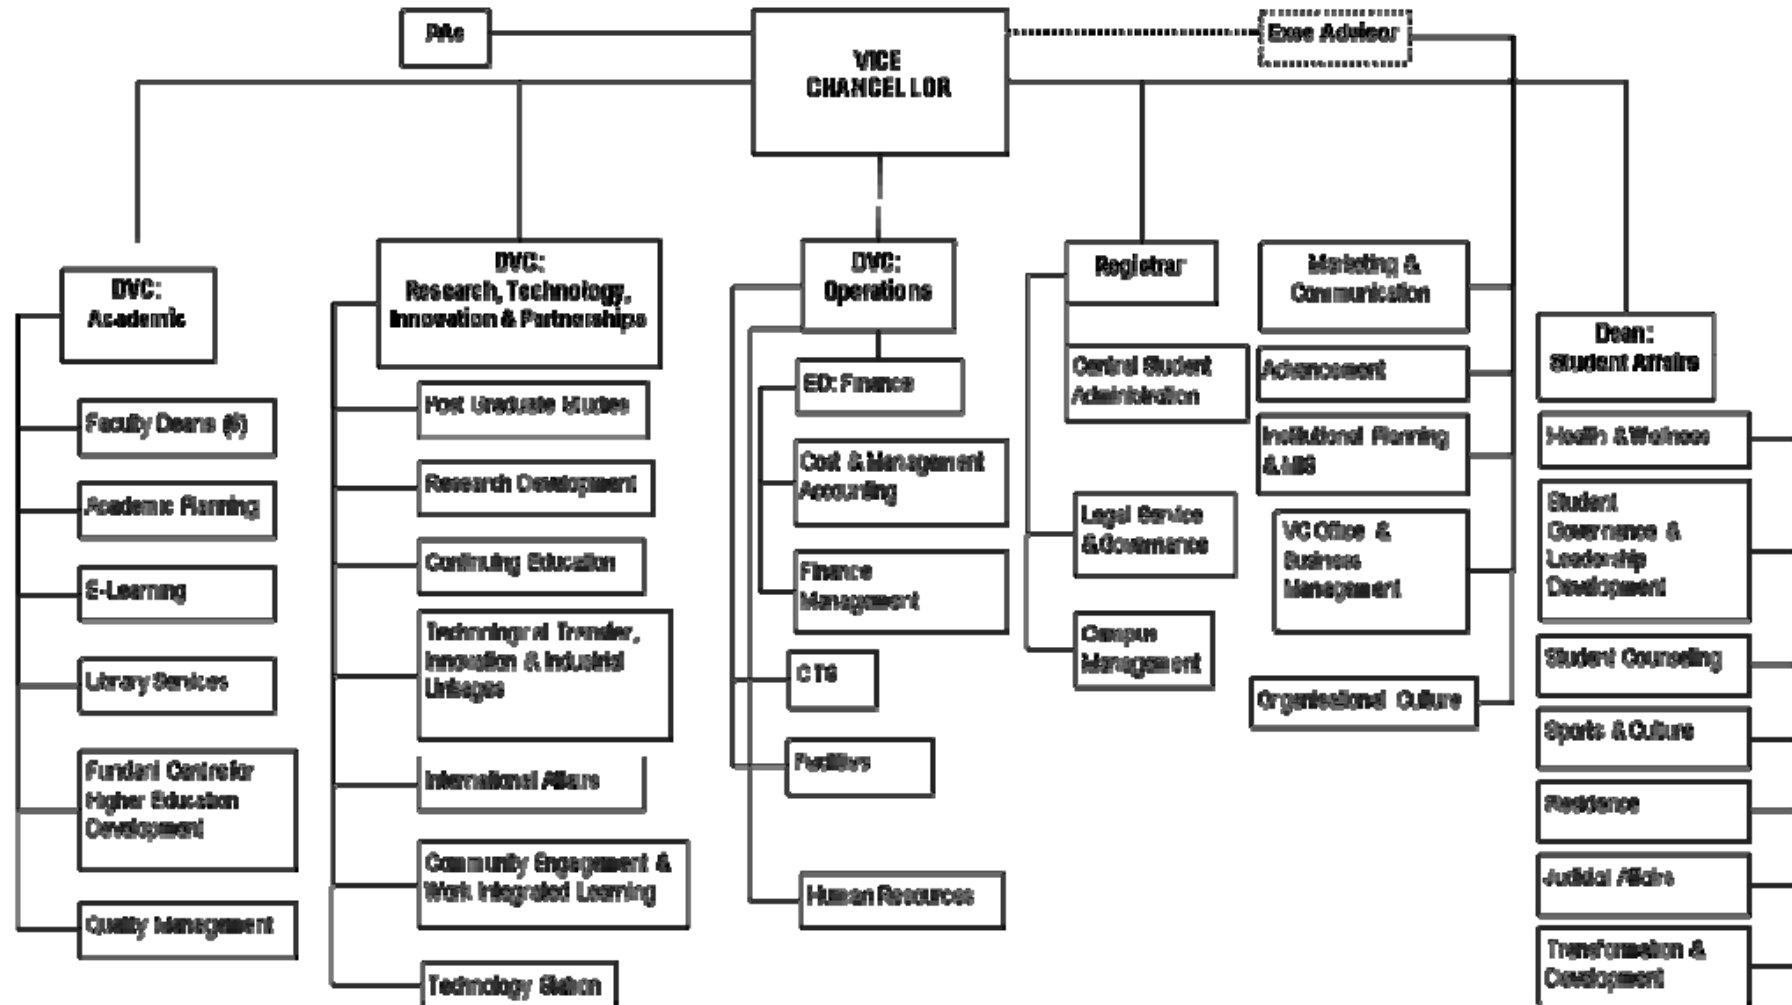 PAs
VICE
CHANCELLOR
Exec Advisor
DVC:
Academic
Faculty Deans (6)
Academic Planning
E-Learning
Library Services
Fundani Centre for
Higher Education
Development
Quality Management
DVC:
Research, Technology,
Innovation & Partnerships
Post Graduate Studies
Research Development
Continuing Education
Technological Transfer,
Innovation & Industrial
Linkages
International Affairs
Community Engagement &
Work Integrated Learning
Technology Station
DVC:
Operations
ED: Finance
Cost & Management
Accounting
Finance
Management
CTS
Facilities
Human Resources
Registrar
Central Student
Administration
Legal Service
& Governance
Campus
Management
Marketing &
Communication
Advancement
Institutional Planning
& MIS
VC Office &
Business
Management
Organisational Culture
Dean:
Student Affairs
Health & Wellness
Student
Governance &
Leadership
Development
Student Counseling
Sports & Culture
Residence
Judicial Affairs
Transformation &
Development